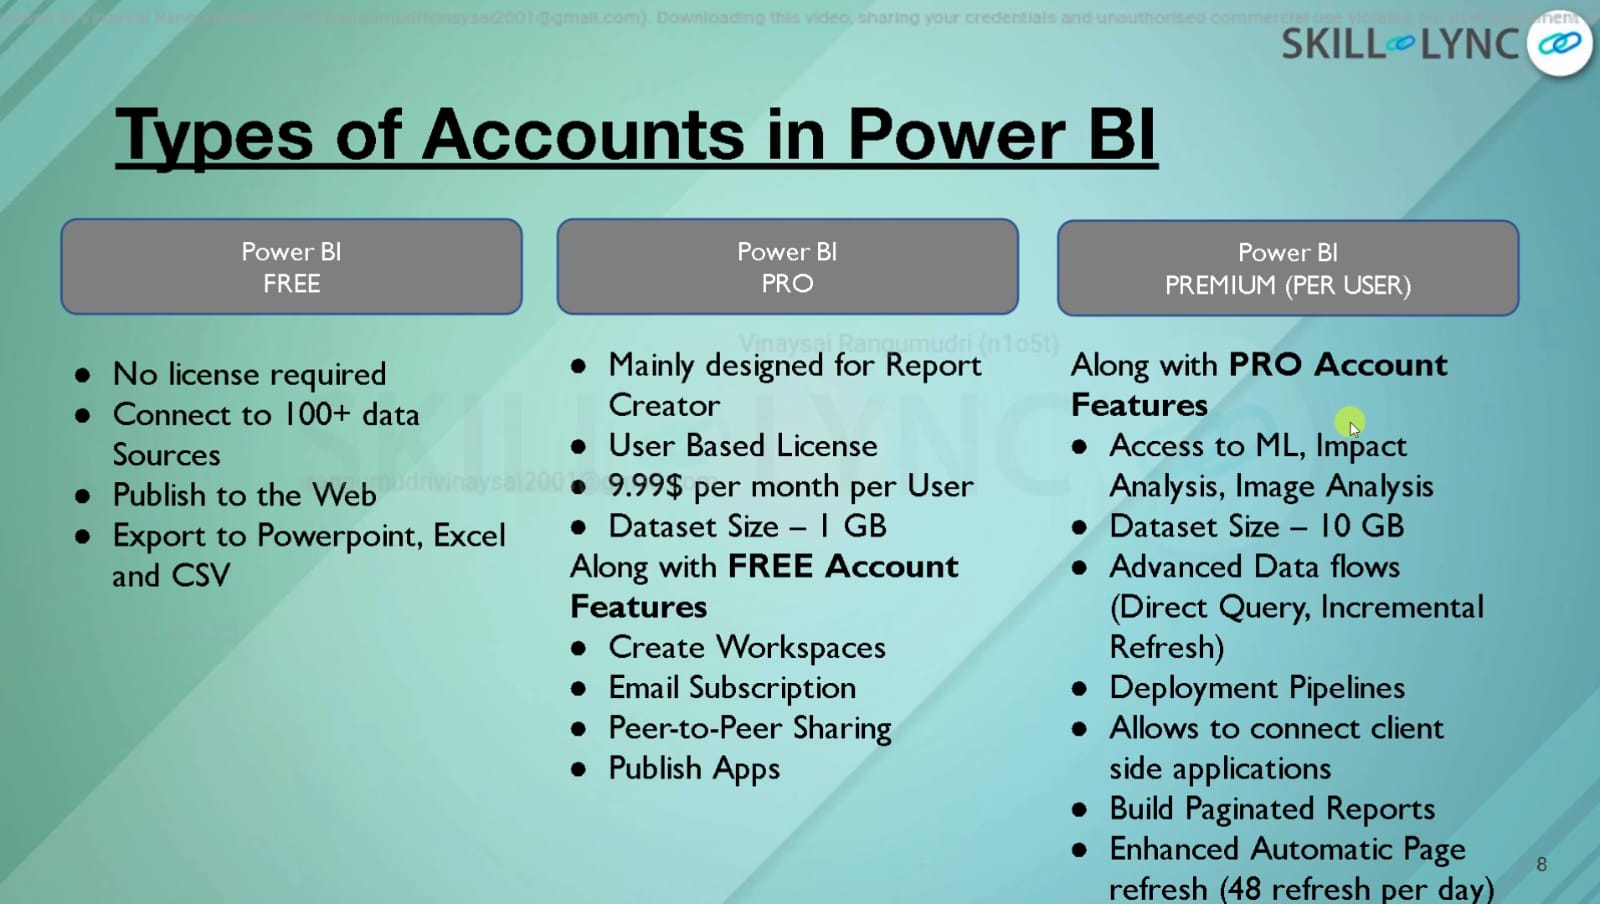 (rangumudrivinaysai2001@gmail.com). Downloading this video, sharing your credentials and unauthorised commercial use violates
SKILL LYNC
Types of Accounts in Power BI
Power BI
FREE
● No license required
● Connect to 100+ data
Sources
● Publish to the Web
● Export to Powerpoint, Excel
and CSV
Power BI
PRO
Vinaysai Rangumudri (n1o5t)
● Mainly designed for Report
Creator
● User Based License
● 9.99$ per month per User
● Dataset Size – 1 GB
Along with FREE Account
Features
● Create Workspaces
● Email Subscription
● Peer-to-Peer Sharing
● Publish Apps
Power BI
PREMIUM (PER USER)
Along with PRO Account
Features
● Access to ML, Impact
Analysis, Image Analysis
● Dataset Size – 10 GB
● Advanced Data flows
(Direct Query, Incremental
Refresh)
● Deployment Pipelines
● Allows to connect client
side applications
● Build Paginated Reports
● Enhanced Automatic Page
refresh (48 refresh per day)
SKILL LYNC
8